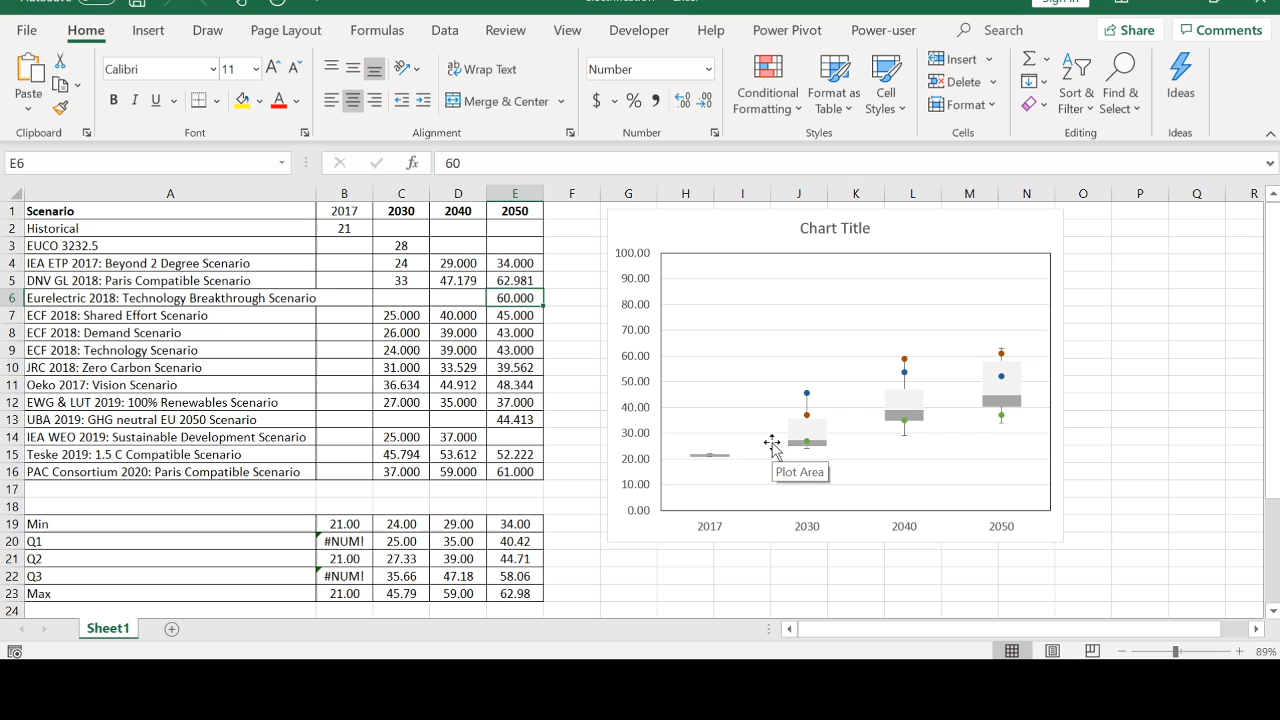 File Home Insert Draw Page Layout Formulas Data Review View Developer Help Power Pivot Power-user Search Share Comments
Paste Calibri 11 Wrap Text Number Insert
B I U Merge & Center $ % Conditional Formatting Format as Table Cell Styles Delete Format Sort & Filter Find & Select Ideas
Clipboard Font Alignment Number Styles Cells Editing Ideas
E6 fx 60
A B C D E F G H I J K L M N O P Q R
1 Scenario 2017 2030 2040 2050
2 Historical 21
3 EUCO 3232.5 28
4 IEA ETP 2017: Beyond 2 Degree Scenario 24 29.000 34.000
5 DNV GL 2018: Paris Compatible Scenario 33 47.179 62.981
6 Eurelectric 2018: Technology Breakthrough Scenario 60.000
7 ECF 2018: Shared Effort Scenario 25.000 40.000 45.000
8 ECF 2018: Demand Scenario 26.000 39.000 43.000
9 ECF 2018: Technology Scenario 24.000 39.000 43.000
10 JRC 2018: Zero Carbon Scenario 31.000 33.529 39.562
11 Oeko 2017: Vision Scenario 36.634 44.912 48.344
12 EWG & LUT 2019: 100% Renewables Scenario 27.000 35.000 37.000
13 UBA 2019: GHG neutral EU 2050 Scenario 44.413
14 IEA WEO 2019: Sustainable Development Scenario 25.000 37.000
15 Teske 2019: 1.5 C Compatible Scenario 45.794 53.612 52.222
16 PAC Consortium 2020: Paris Compatible Scenario 37.000 59.000 61.000
17
18
19 Min 21.00 24.00 29.00 34.00
20 Q1 #NUM! 25.00 35.00 40.42
21 Q2 21.00 27.33 39.00 44.71
22 Q3 #NUM! 35.66 47.18 58.06
23 Max 21.00 45.79 59.00 62.98
24
Chart Title
100.00
90.00
80.00
70.00
60.00
50.00
40.00
30.00
20.00
10.00
0.00
2017 2030 2040 2050
Plot Area
Sheet1
89%